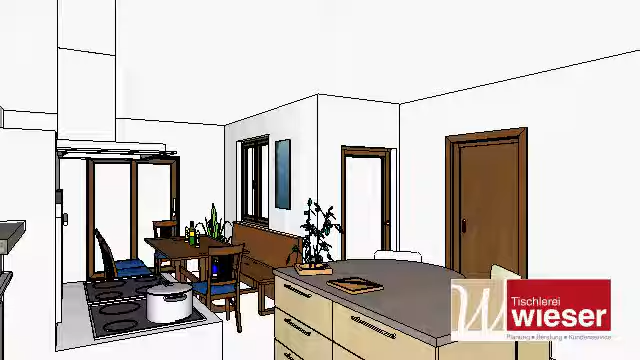 Tischlerei
wieser
Planung • Beratung • Kundenservice